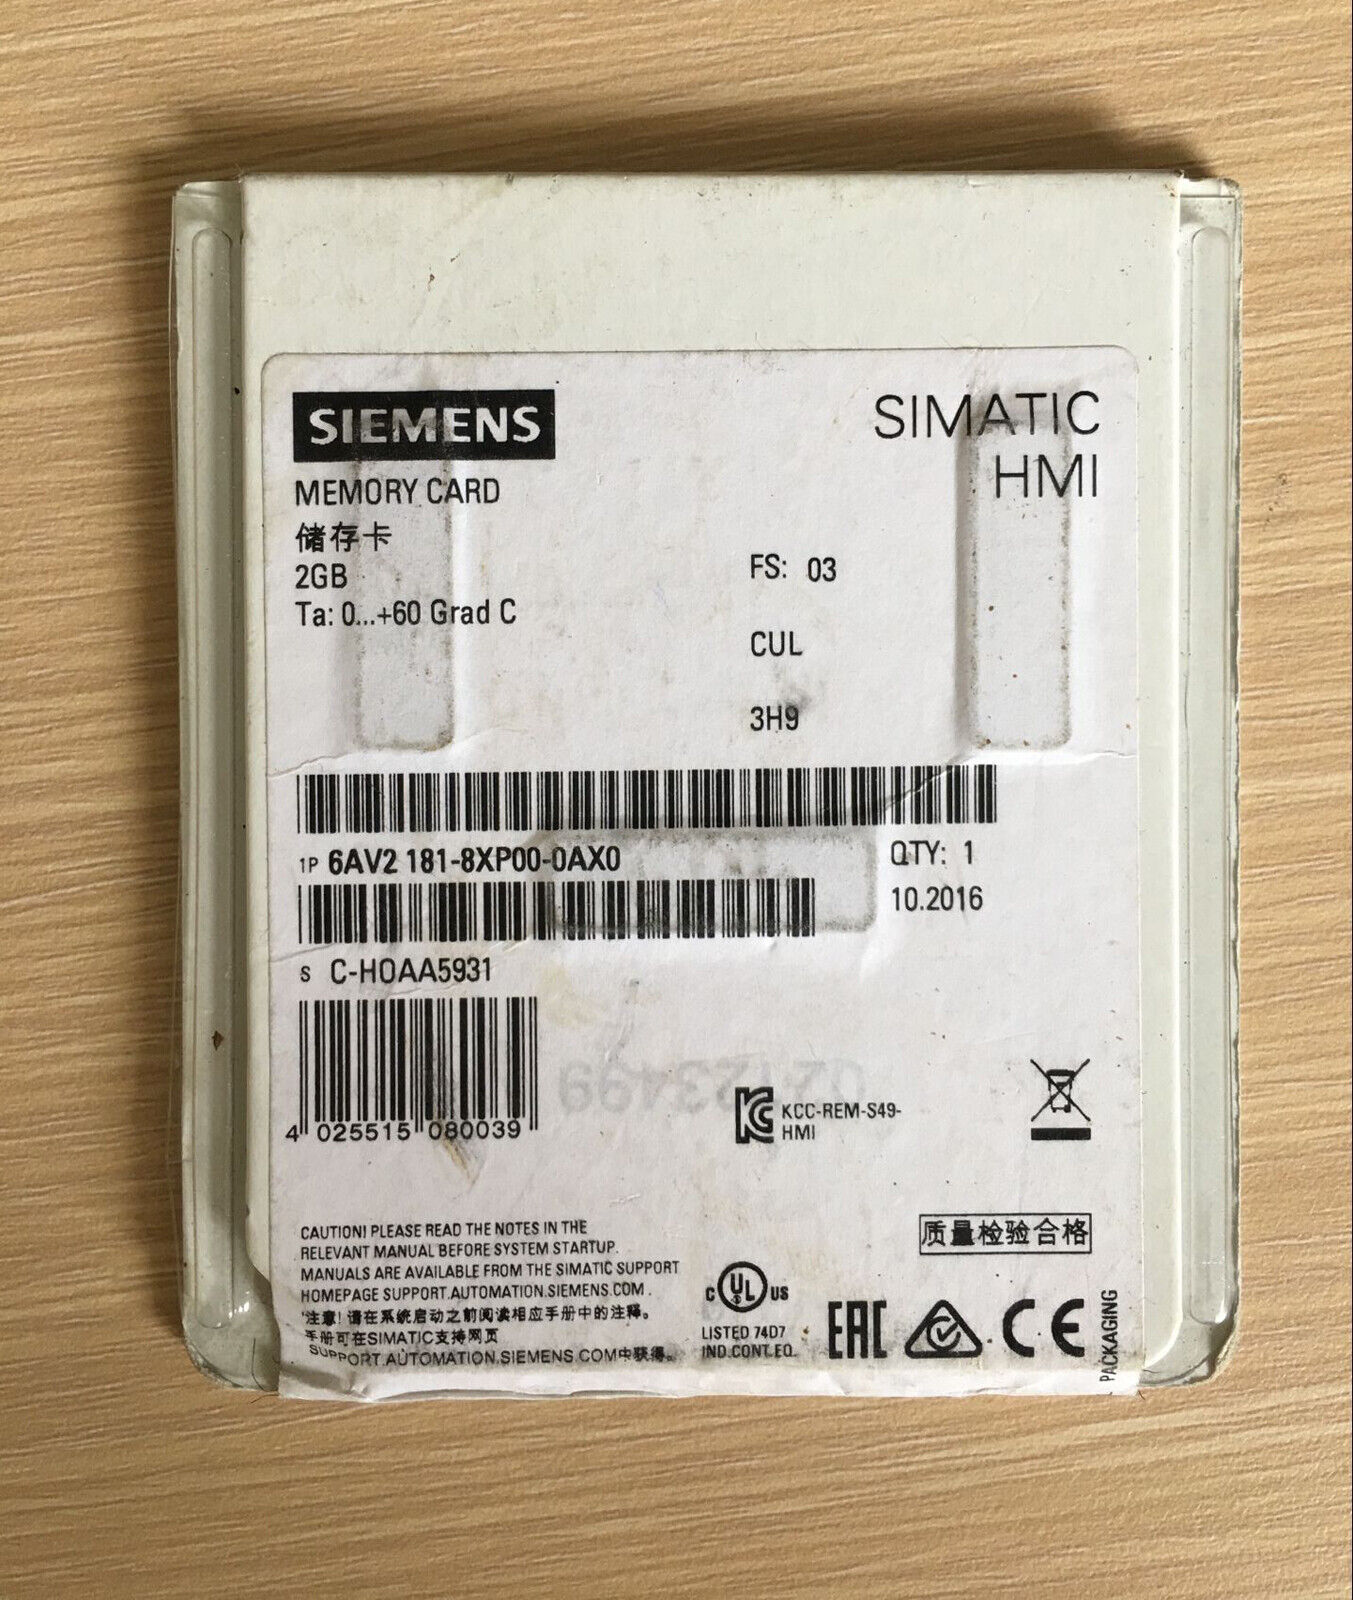 SIEMENS
SIMATIC
HMI
MEMORY CARD
储存卡
2GB
Ta: 0...+60 Grad C
FS: 03
CUL
3H9
1P 6AV2 181-8XP00-0AX0
QTY: 1
10.2016
S C-H0AA5931
4 025515 080039
KCC-REM-S49-
HMI
CAUTION! PLEASE READ THE NOTES IN THE
RELEVANT MANUAL BEFORE SYSTEM STARTUP.
MANUALS ARE AVAILABLE FROM THE SIMATIC SUPPORT
HOMEPAGE SUPPORT.AUTOMATION.SIEMENS.COM .
注意! 请在系统启动之前阅读相应手册中的注释。
手册可在SIMATIC支持网页
SUPPORT.AUTOMATION.SIEMENS.COM中获得。
质量检验合格
C UL US
LISTED 74D7
IND.CONT.EQ.
EAC
CE
PACKAGING